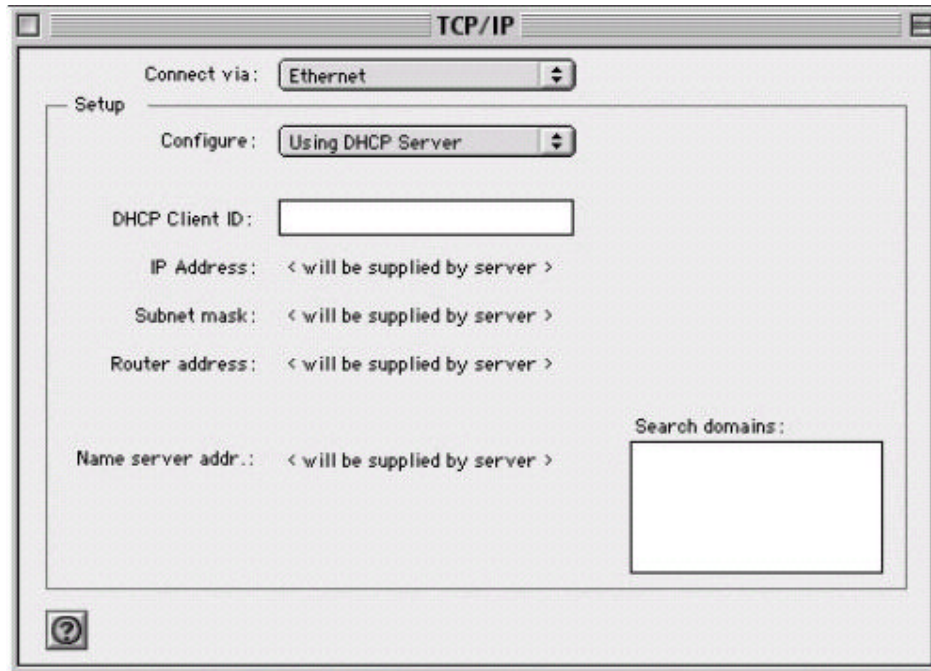 TCP/IP
Connect via: Ethernet
Setup
Configure: Using DHCP Server
DHCP Client ID:
IP Address: < will be supplied by server >
Subnet mask: < will be supplied by server >
Router address: < will be supplied by server >
Search domains:
Name server addr.: < will be supplied by server >
?